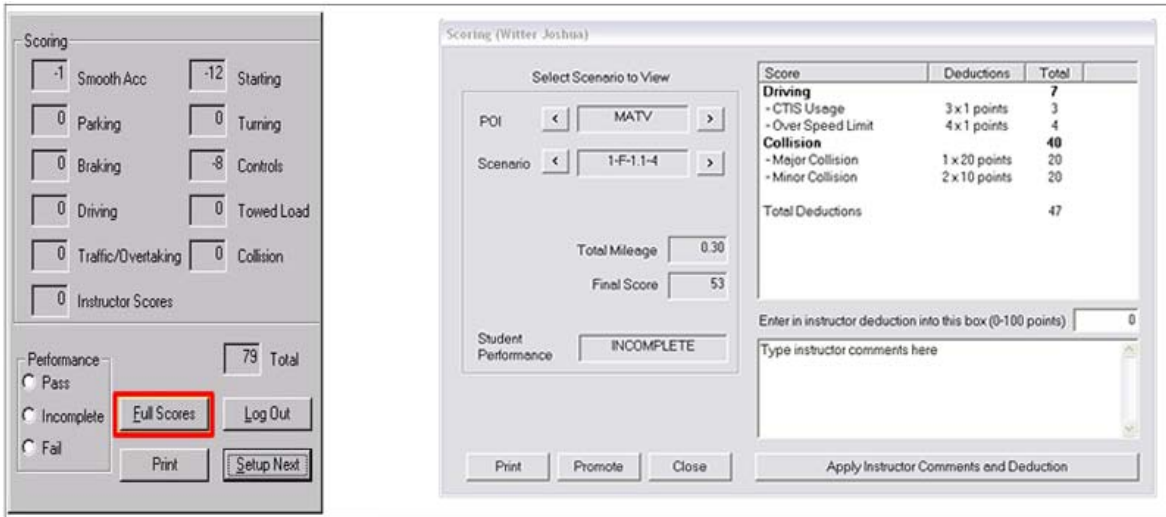 Scoring
-1 Smooth Acc -12 Starting
0 Parking 0 Turning
0 Braking -8 Controls
0 Driving 0 Towed Load
0 Traffic/Overtaking 0 Collision
0 Instructor Scores
Performance
79 Total
Pass
Incomplete
Fail
Full Scores
Log Out
Print
Setup Next
Scoring (Witter Joshua)
Select Scenario to View
POI < MATV >
Scenario < 1-F-1.1-4 >
Total Mileage 0.30
Final Score 53
Student
Performance
INCOMPLETE
Print
Promote
Close
Score Deductions Total
Driving 7
- CTIS Usage 3 x 1 points 3
- Over Speed Limit 4 x 1 points 4
Collision 40
- Major Collision 1 x 20 points 20
- Minor Collision 2 x 10 points 20
Total Deductions 47
Enter in instructor deduction into this box (0-100 points) 0
Type instructor comments here
Apply Instructor Comments and Deduction